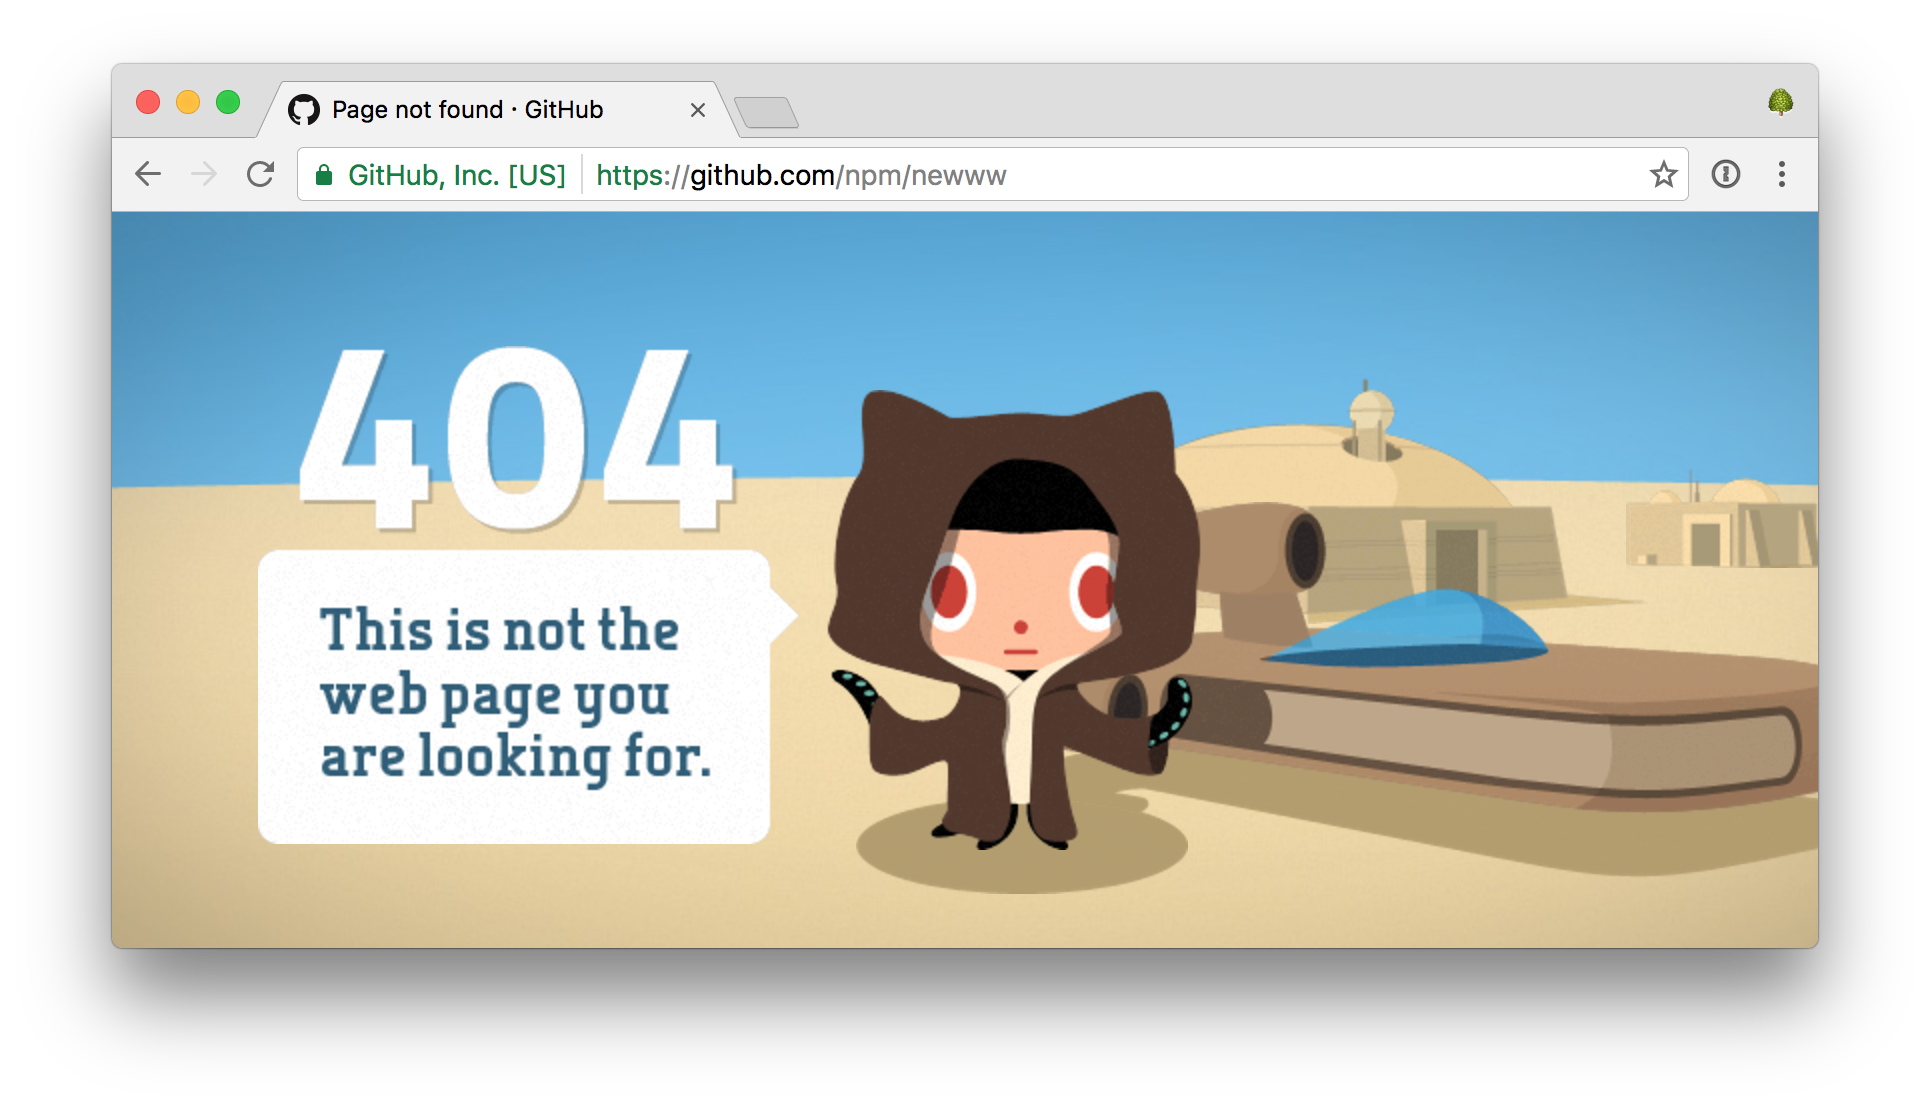 Page not found · GitHub
GitHub, Inc. [US] https://github.com/npm/newww
404
This is not the
web page you
are looking for.